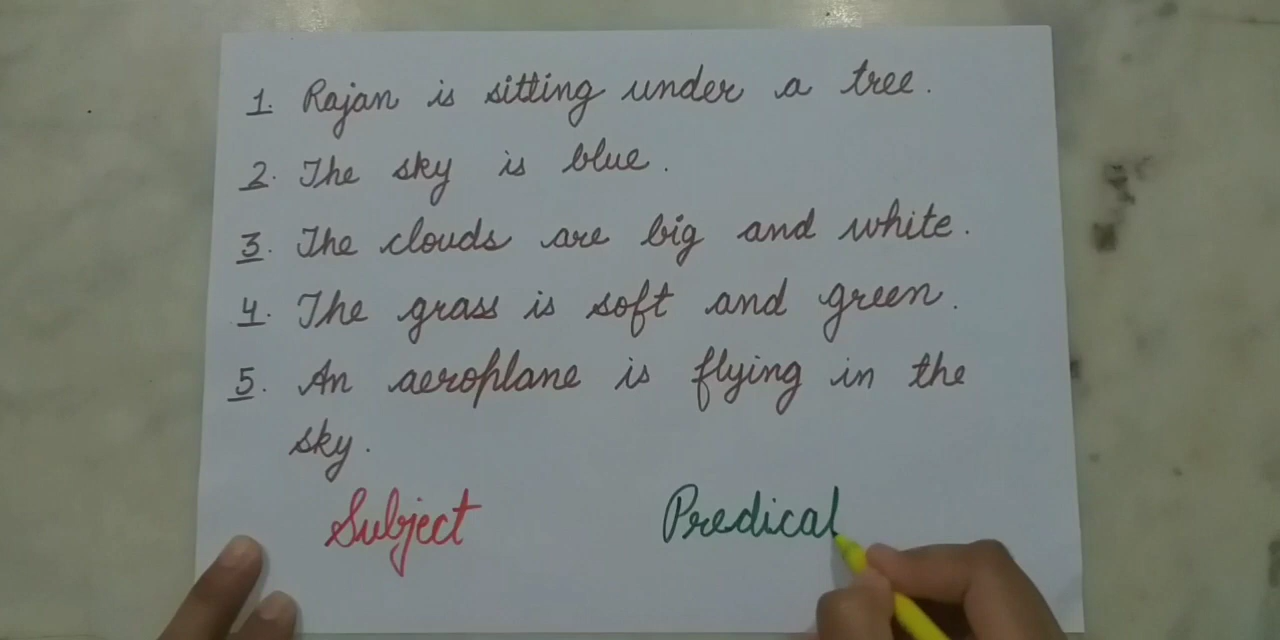 1. Rajan is sitting under a tree.
2. The sky is blue.
3. The clouds are big and white.
4. The grass is soft and green.
5. An aeroplane is flying in the
sky.
Subject Predical